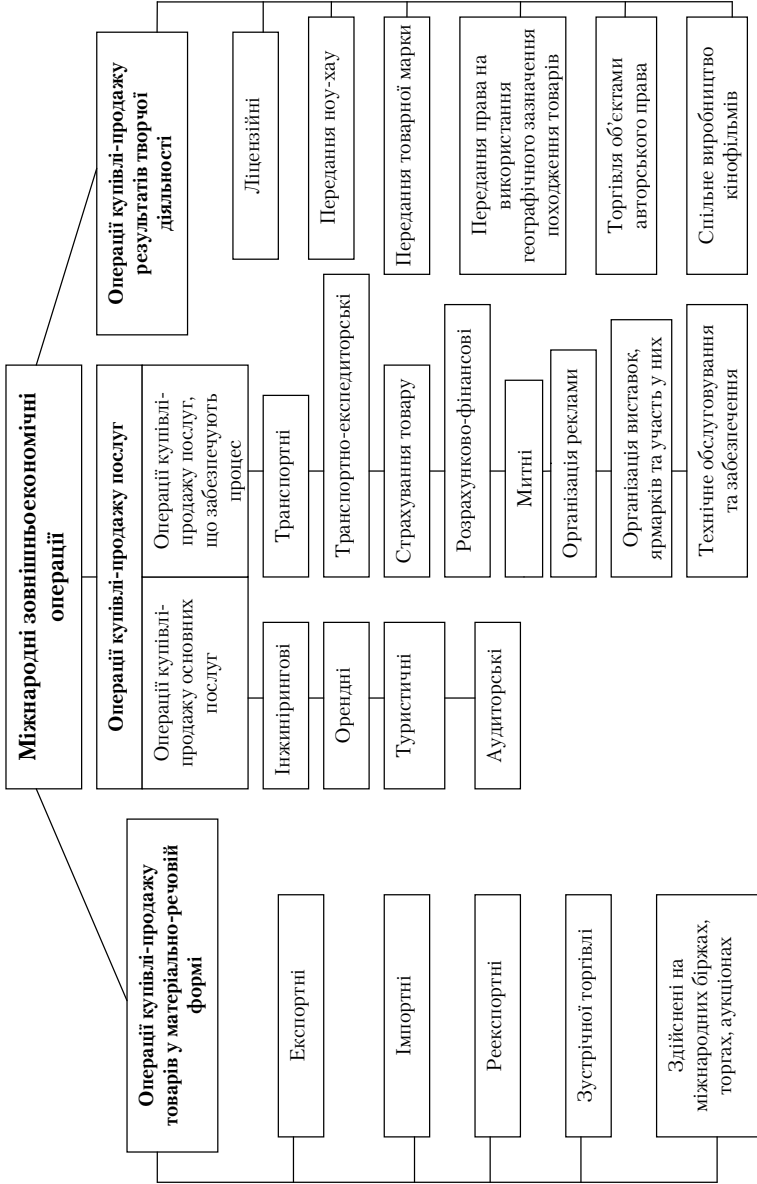 Міжнародні зовнішньоекономічні
операції
Операції купівлі-продажу
товарів у матеріально-речовій
формі
Експортні
Імпортні
Реекспортні
Зустрічної торгівлі
Здійснені на
міжнародних біржах,
торгах, аукціонах
Операції купівлі-продажу послуг
Операції купівлі-
продажу основних
послуг
Інжинірингові
Орендні
Туристичні
Аудиторські
Операції купівлі-
продажу послуг,
що забезпечують
процес
Транспортні
Транспортно-експедиторські
Страхування товару
Розрахунково-фінансові
Митні
Організація реклами
Організація виставок,
ярмарків та участь у них
Технічне обслуговування
та забезпечення
Операції купівлі-продажу
результатів творчої
діяльності
Ліцензійні
Передання ноу-хау
Передання товарної марки
Передання права на
використання
географічного зазначення
походження товарів
Торгівля об’єктами
авторського права
Спільне виробництво
кінофільмів